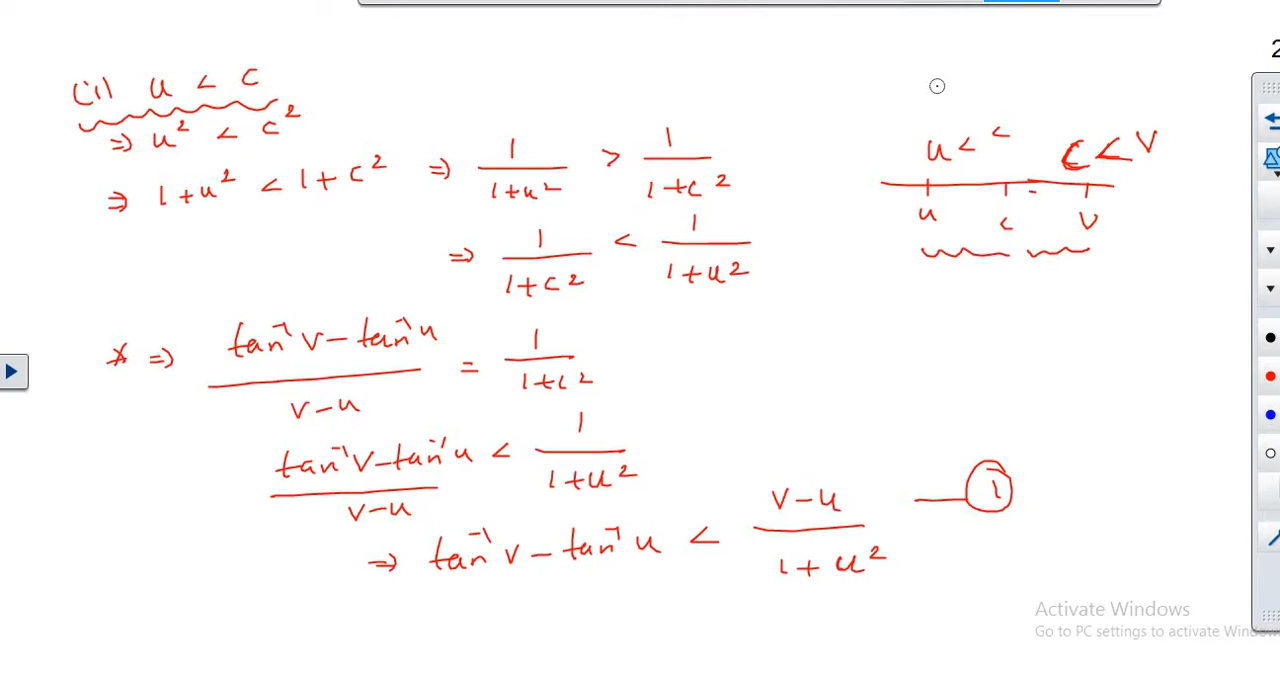 (i) u < c
⇒ u² < c²
⇒ 1+u² < 1+c² ⇒ 1/(1+u²) > 1/(1+c²)
⇒ 1/(1+c²) < 1/(1+u²)
* ⇒ (tan⁻¹v − tan⁻¹u)/(v−u) = 1/(1+c²)
(tan⁻¹v − tan⁻¹u)/(v−u) < 1/(1+u²)
⇒ tan⁻¹v − tan⁻¹u < (v−u)/(1+u²) — ①
u < c c < v
u c v
2
Activate Windows
Go to PC settings to activate Windows